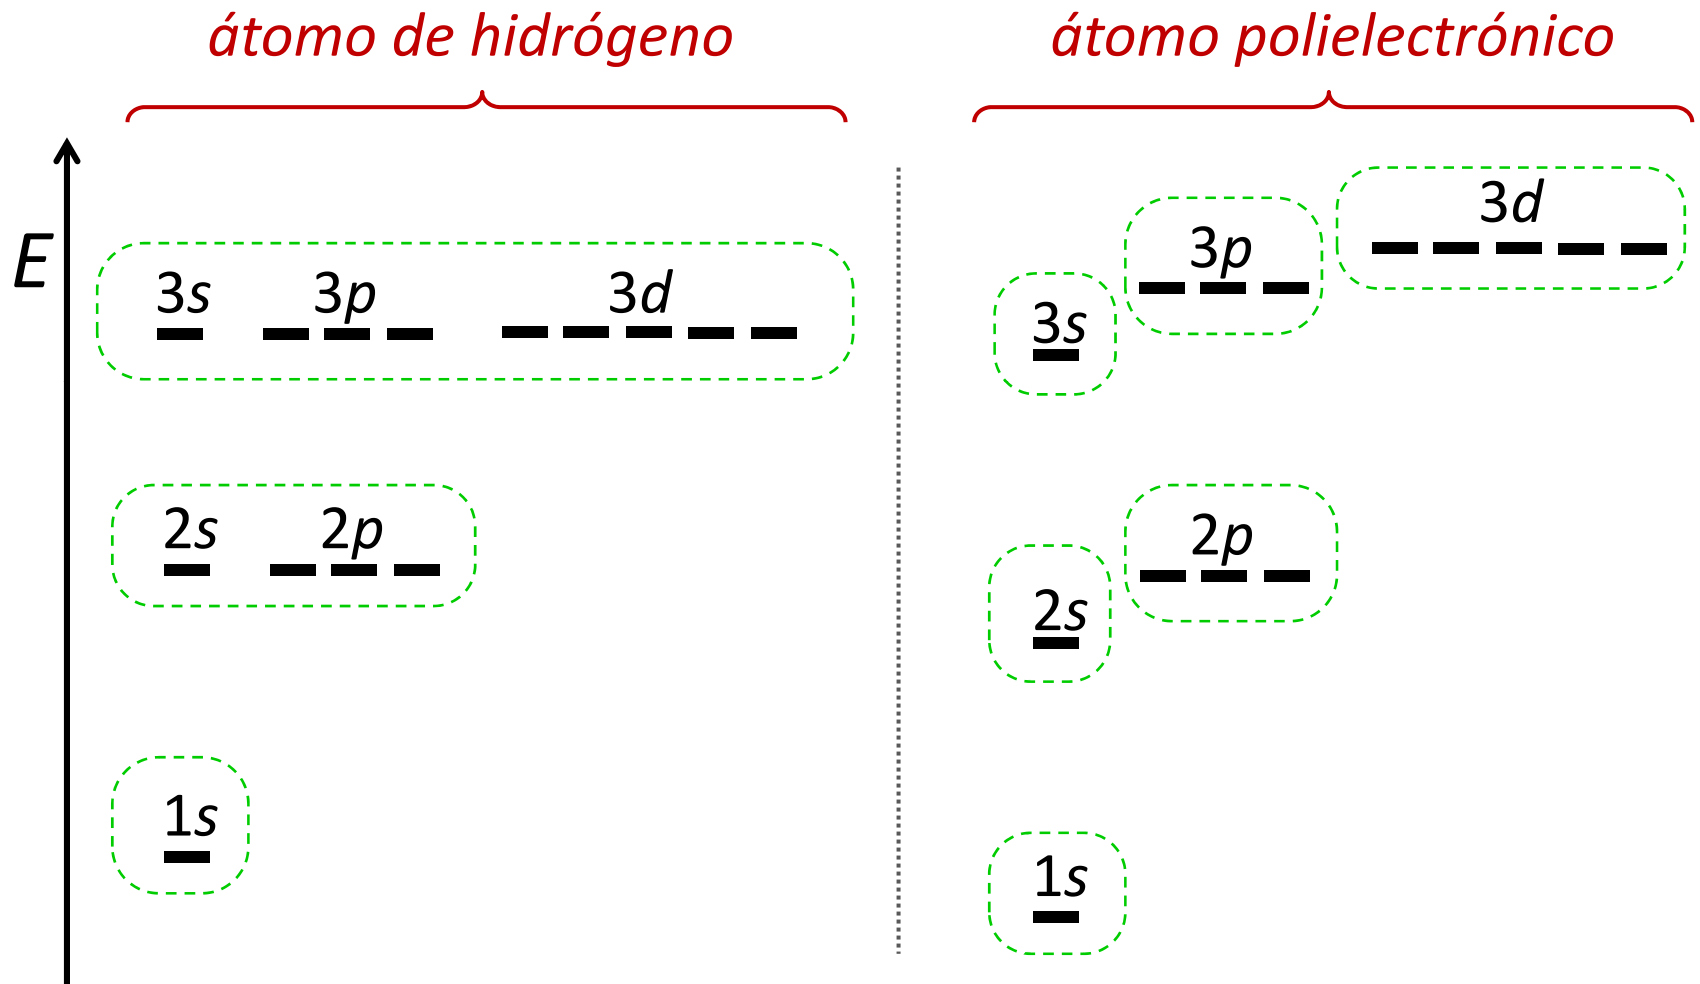 átomo de hidrógeno
átomo polielectrónico
E
3s 3p 3d
2s 2p
1s
3d
3p
3s
2p
2s
1s